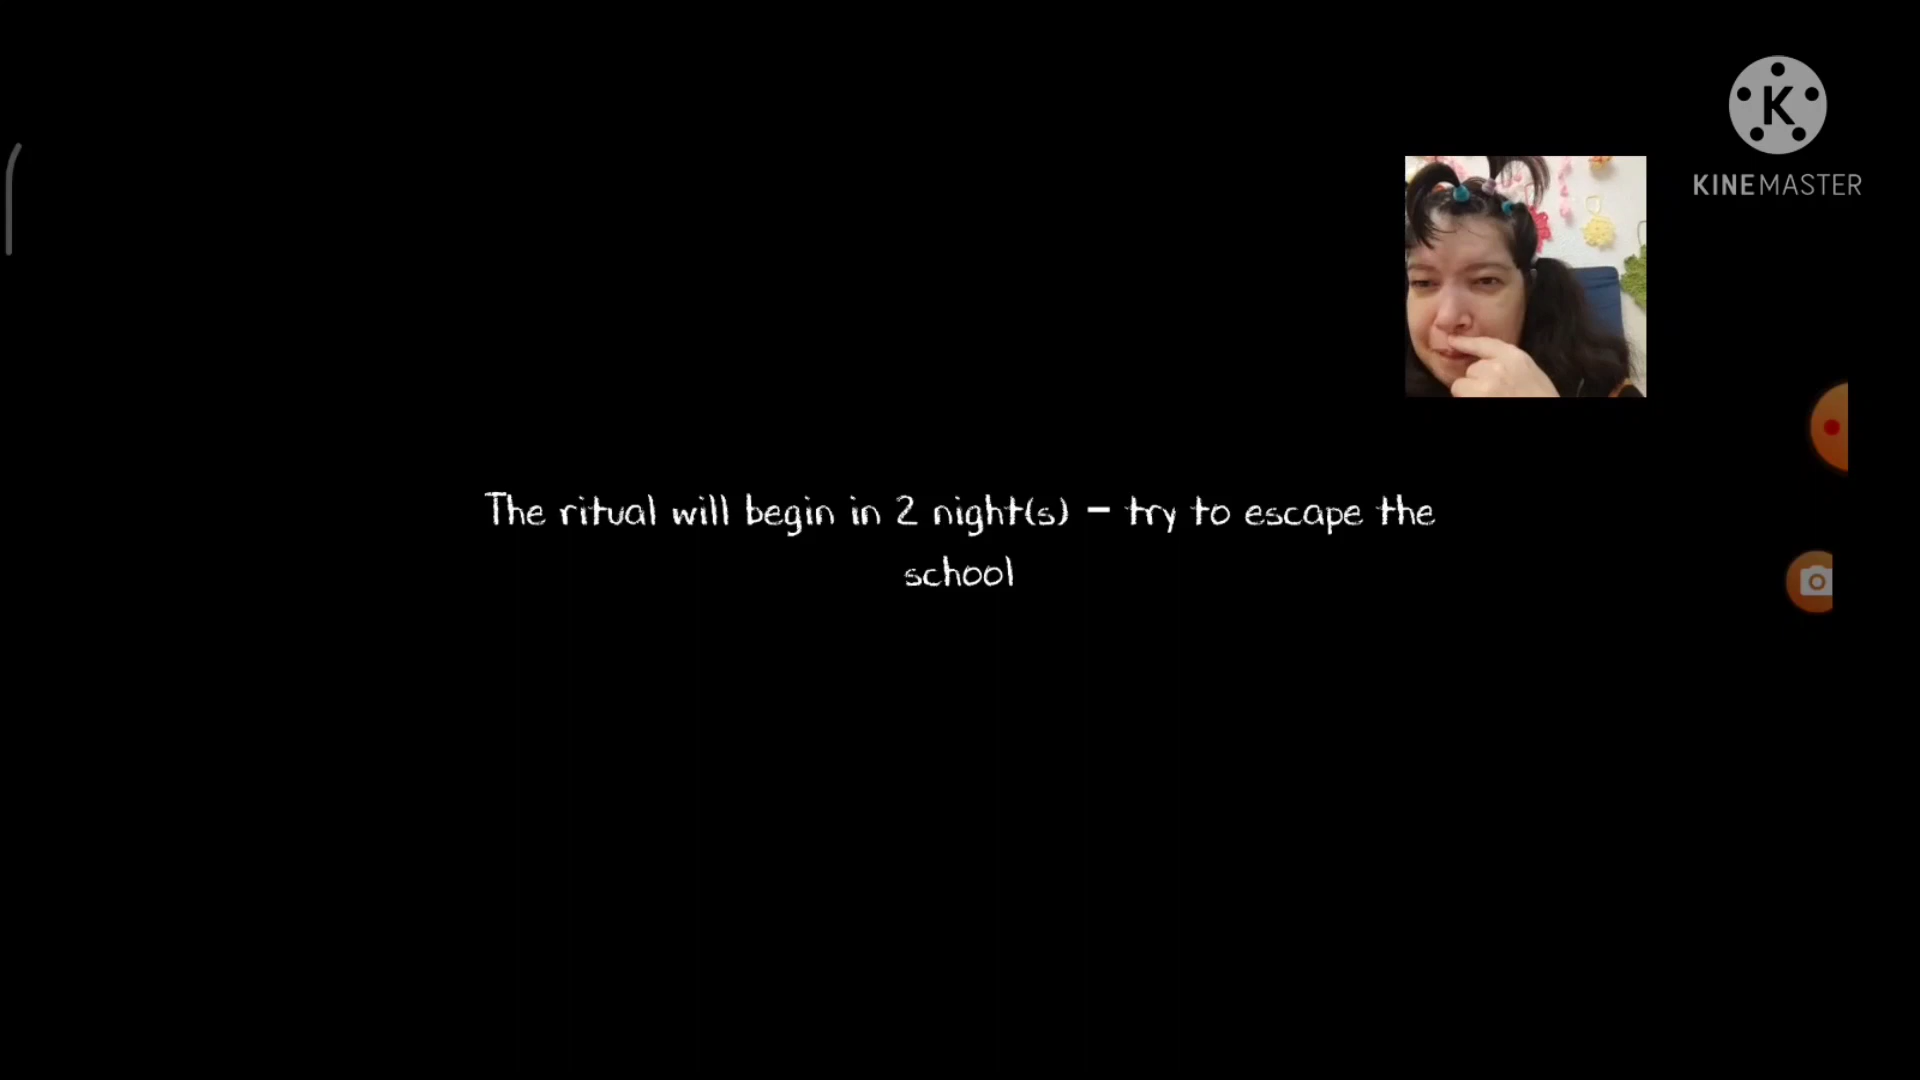 K
KINEMASTER
The ritual will begin in 2 night(s) - try to escape the
school